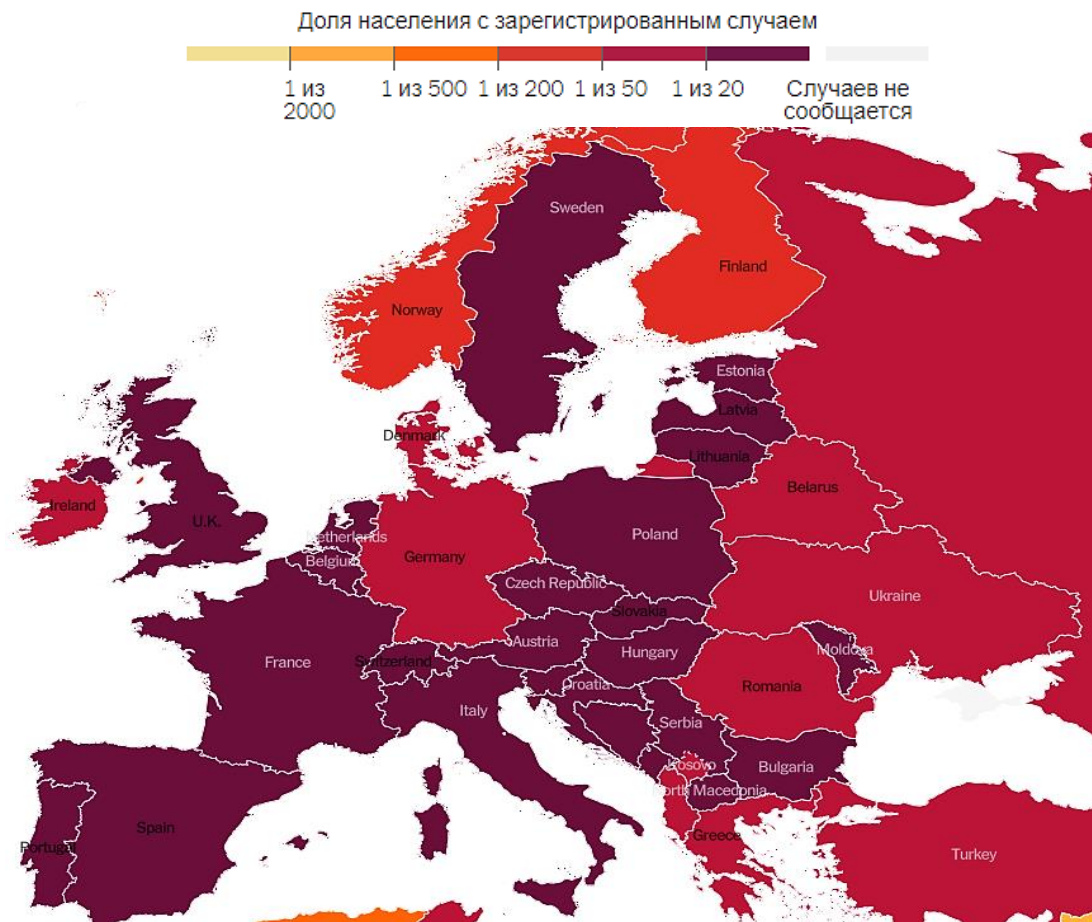 Доля населения с зарегистрированным случаем
1 из 2000
1 из 500
1 из 200
1 из 50
1 из 20
Случаев не
сообщается
Sweden
Finland
Norway
Estonia
Latvia
Denmark
Lithuania
Belarus
Ireland
U.K.
Netherlands
Poland
Germany
Belgium
Czech Republic
Ukraine
Slovakia
Austria
Moldova
Hungary
France
Switzerland
Croatia
Romania
Italy
Serbia
Kosovo
Bulgaria
North Macedonia
Spain
Greece
Portugal
Turkey